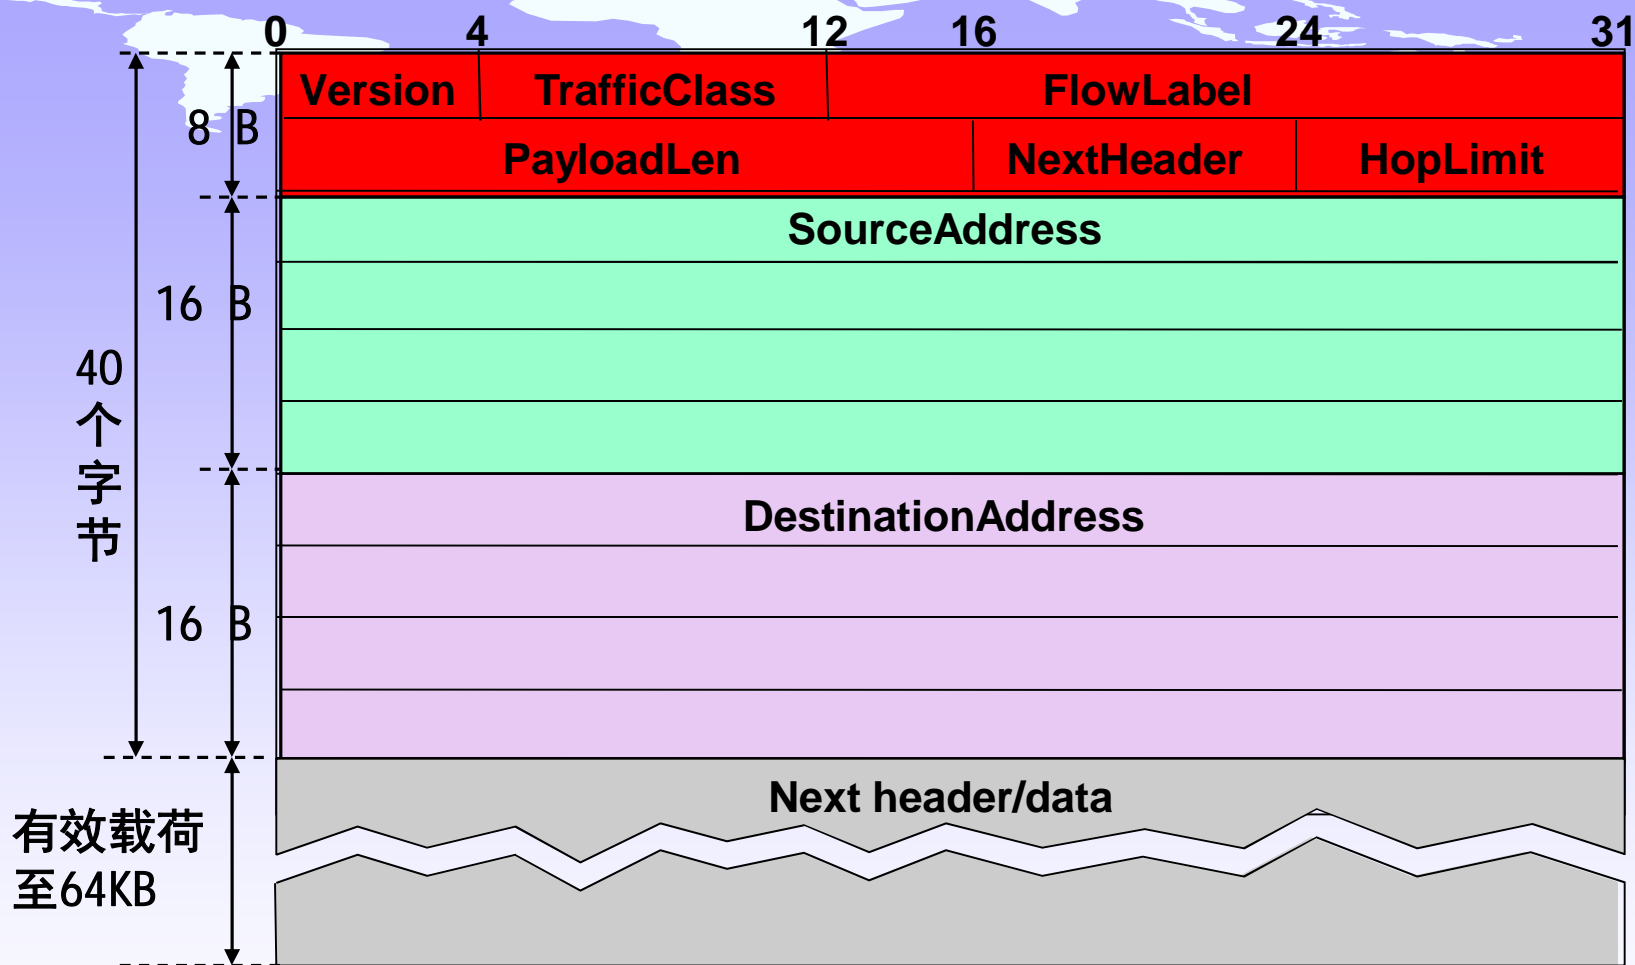 0 4 12 16 24 31
Version TrafficClass FlowLabel
8 B
PayloadLen NextHeader HopLimit
SourceAddress
16 B
40
个
字
节
DestinationAddress
16 B
Next header/data
有效载荷
至64KB